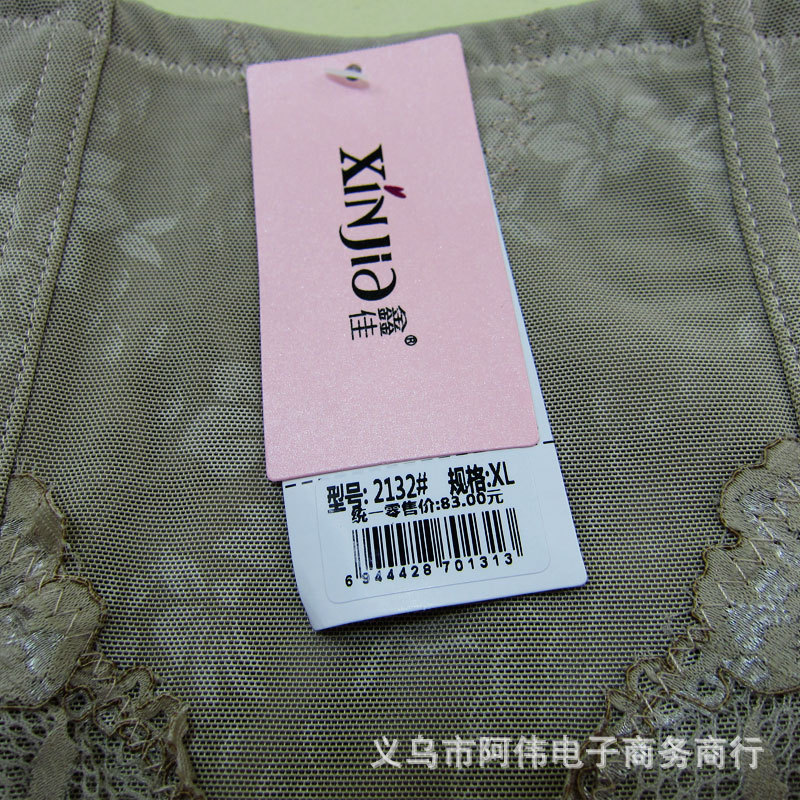 XiNJia
鑫佳®
型号: 2132# 规格:XL
统一零售价:83.00元
6 944428 701313
义乌市阿伟电子商务商行